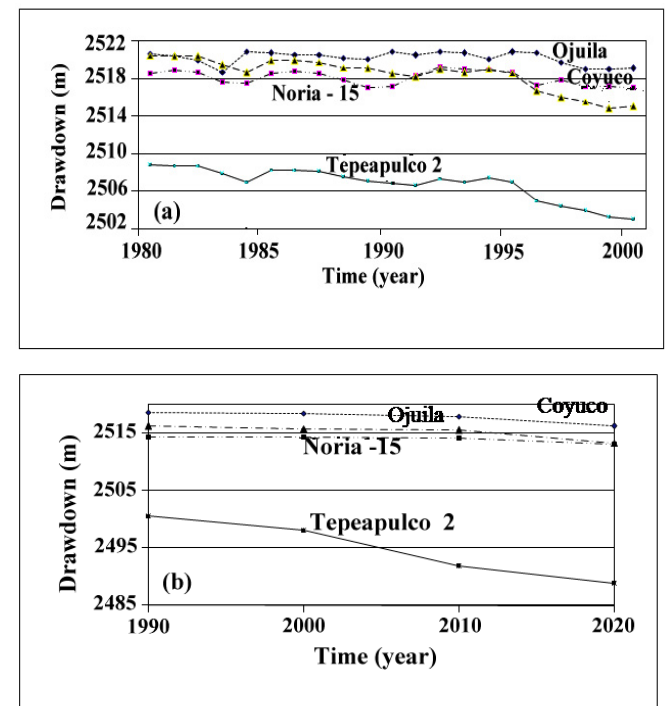 2522
Ojuila
2518
Coyuco
Noria - 15
2514
2510
Tepeapulco 2
2506
2502
(a)
1980 1985 1990 1995 2000
Time (year)
Drawdown (m)
Coyuco
Ojuila
2515
Noria -15
2505
Tepeapulco 2
2495
(b)
2485
1990 2000 2010 2020
Time (year)
Drawdown (m)